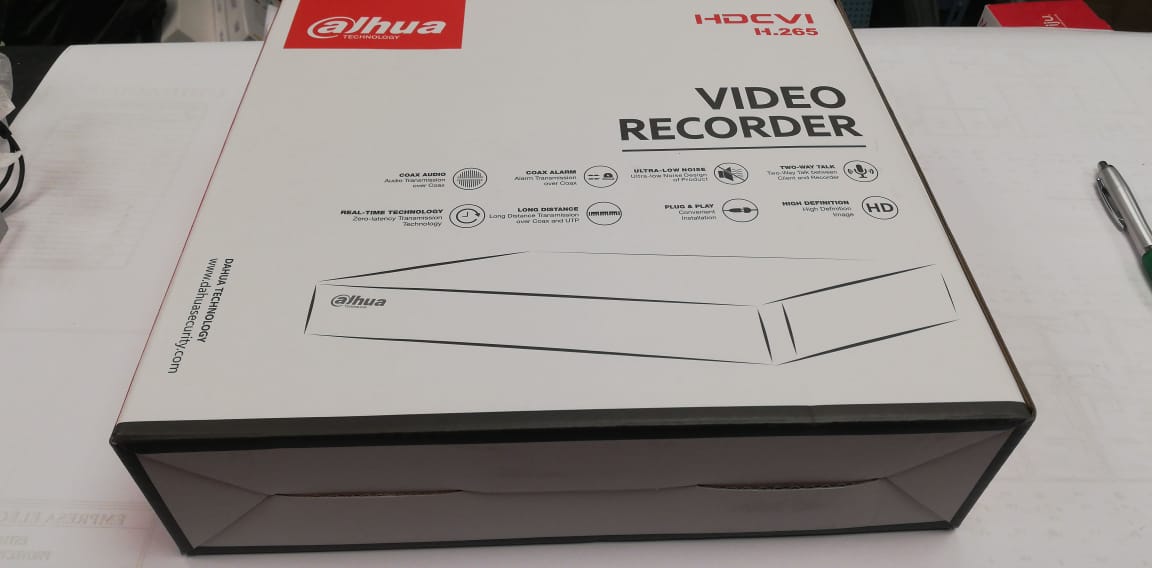 alhua
TECHNOLOGY
HDCVI
H.265
VIDEO
RECORDER
COAX AUDIO
Audio Transmission
over Coax
COAX ALARM
Alarm Transmission
over Coax
ULTRA-LOW NOISE
Ultra-low Noise Design
of Product
TWO-WAY TALK
Two-Way Talk between
Client and Recorder
REAL-TIME TECHNOLOGY
Zero-latency Transmission
Technology
LONG DISTANCE
Long Distance Transmission
over Coax and UTP
PLUG & PLAY
Convenient
Installation
HIGH DEFINITION
High Definition
Image
HD
alhua
DAHUA TECHNOLOGY
www.dahuasecurity.com
EMPRESA ELEC